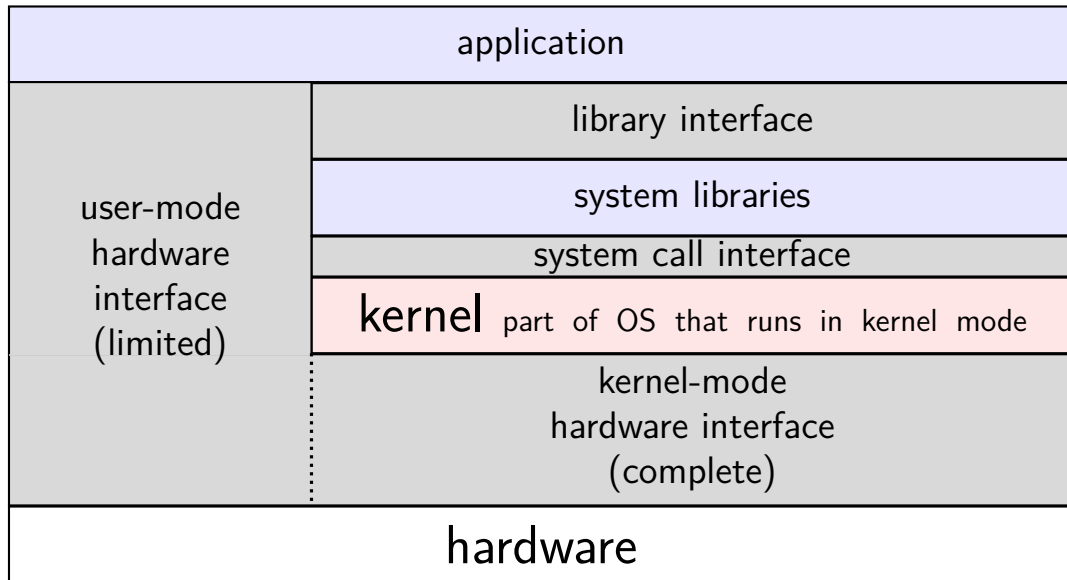 application
library interface
system libraries
user-mode
hardware
interface
(limited)
system call interface
kernel part of OS that runs in kernel mode
kernel-mode
hardware interface
(complete)
hardware